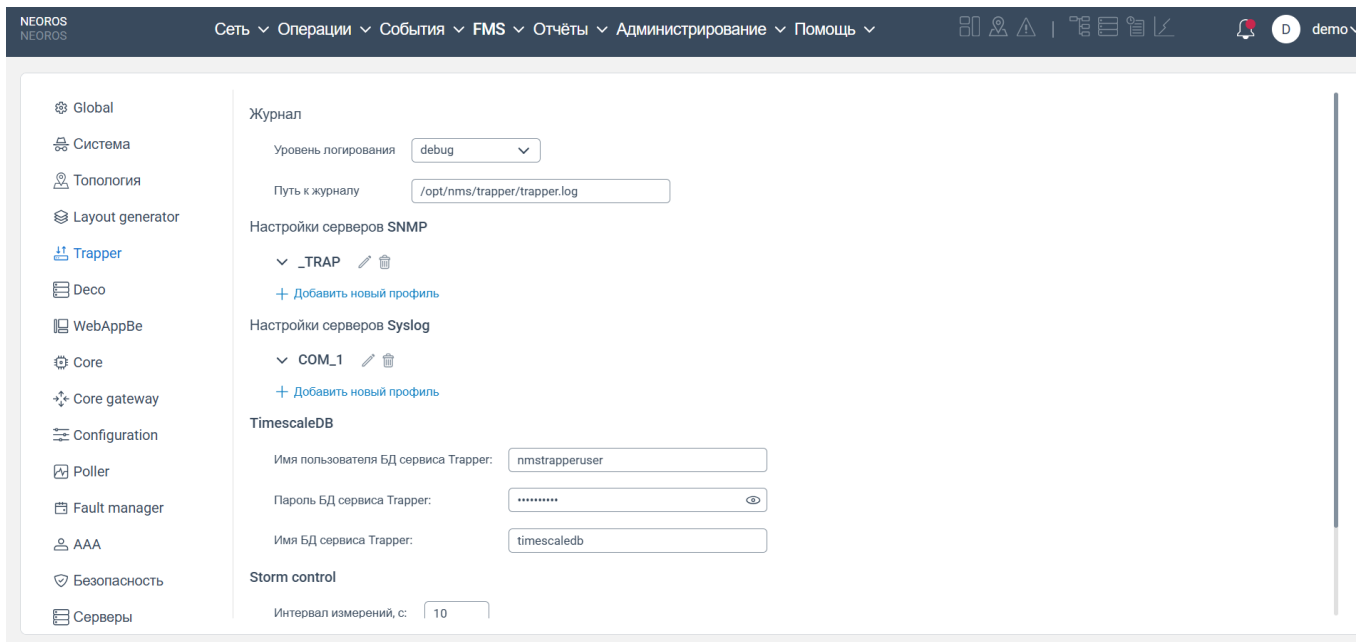 NEOROS
NEOROS
Сеть Операции События FMS Отчёты Администрирование Помощь
D demo
Global
Система
Топология
Layout generator
Trapper
Deco
WebAppBe
Core
Core gateway
Configuration
Poller
Fault manager
AAA
Безопасность
Серверы
Журнал
Уровень логирования debug
Путь к журналу /opt/nms/trapper/trapper.log
Настройки серверов SNMP
_TRAP
+ Добавить новый профиль
Настройки серверов Syslog
COM_1
+ Добавить новый профиль
TimescaleDB
Имя пользователя БД сервиса Trapper: nmstrapperuser
Пароль БД сервиса Trapper: ••••••••••
Имя БД сервиса Trapper: timescaledb
Storm control
Интервал измерений, с: 10